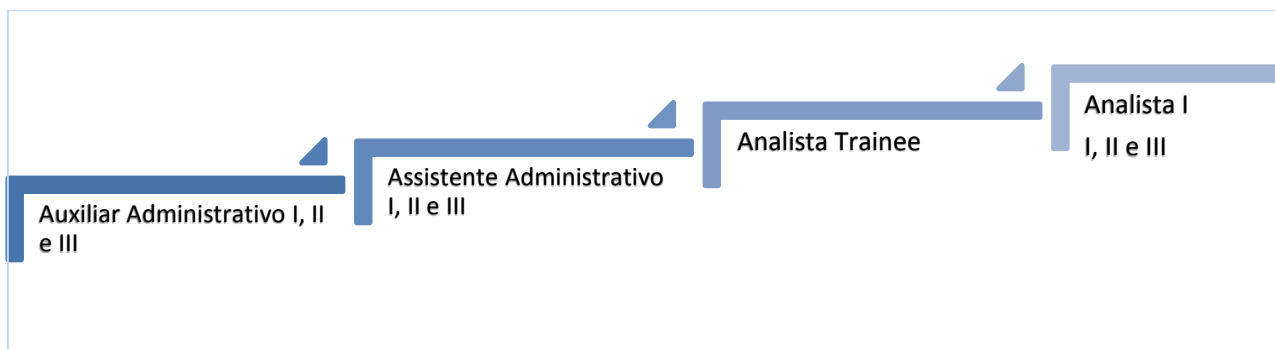 Auxiliar Administrativo I, II
e III
Assistente Administrativo
I, II e III
Analista Trainee
Analista I
I, II e III